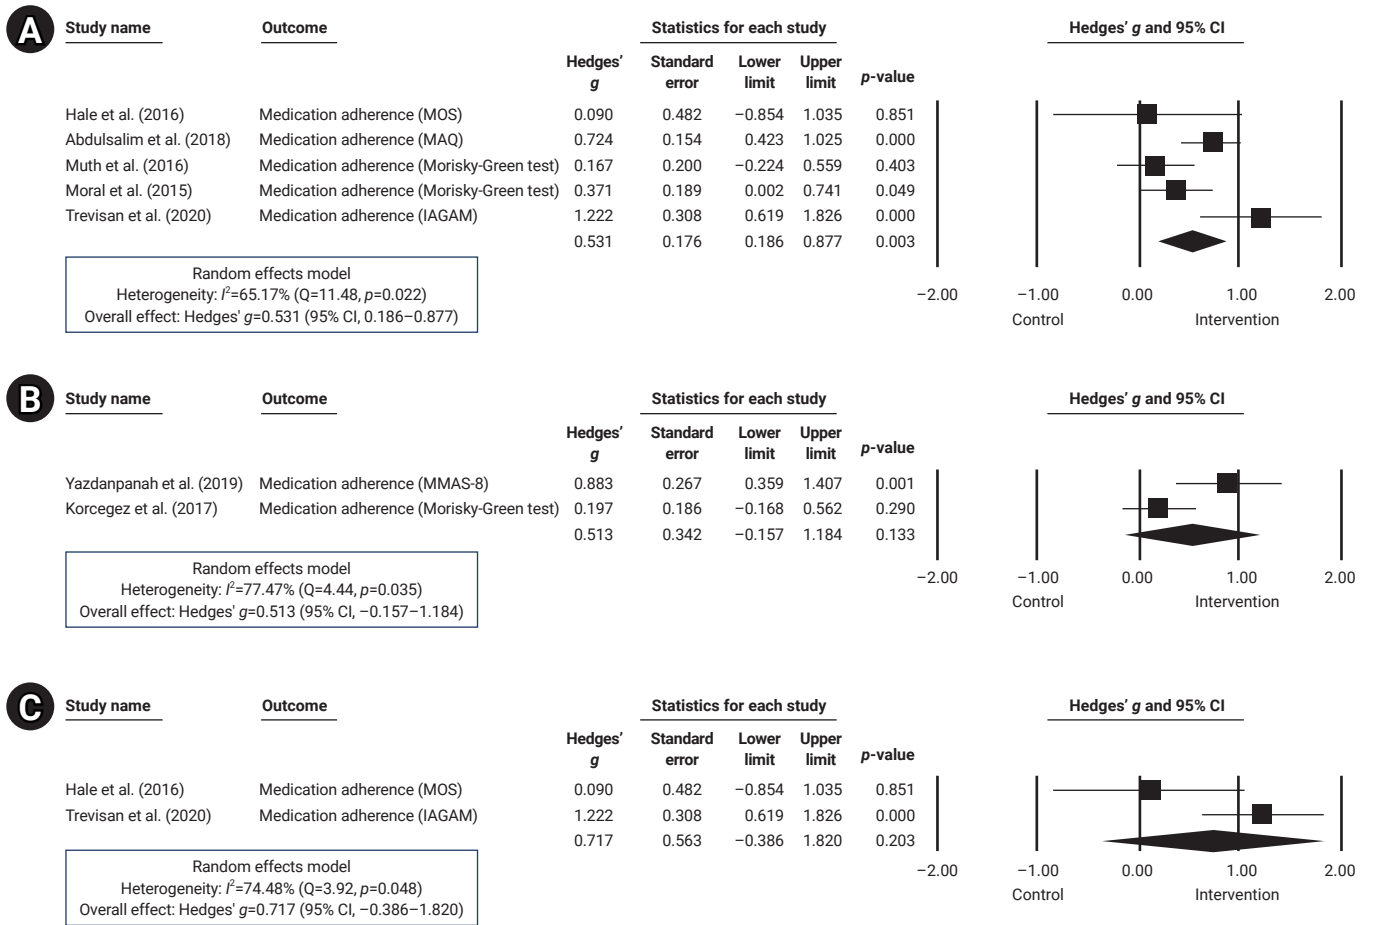 A
Study name Outcome Statistics for each study Hedges’ g and 95% CI
Hedges’ g Standard error Lower limit Upper limit p-value
Hale et al. (2016) Medication adherence (MOS) 0.090 0.482 −0.854 1.035 0.851
Abdulsalim et al. (2018) Medication adherence (MAQ) 0.724 0.154 0.423 1.025 0.000
Muth et al. (2016) Medication adherence (Morisky-Green test) 0.167 0.200 −0.224 0.559 0.403
Moral et al. (2015) Medication adherence (Morisky-Green test) 0.371 0.189 0.002 0.741 0.049
Trevisan et al. (2020) Medication adherence (IAGAM) 1.222 0.308 0.619 1.826 0.000
0.531 0.176 0.186 0.877 0.003
Random effects model
Heterogeneity: I²=65.17% (Q=11.48, p=0.022)
Overall effect: Hedges' g=0.531 (95% CI, 0.186−0.877)
−2.00 −1.00 0.00 1.00 2.00
Control Intervention
B
Study name Outcome Statistics for each study Hedges’ g and 95% CI
Hedges’ g Standard error Lower limit Upper limit p-value
Yazdanpanah et al. (2019) Medication adherence (MMAS-8) 0.883 0.267 0.359 1.407 0.001
Korcegez et al. (2017) Medication adherence (Morisky-Green test) 0.197 0.186 −0.168 0.562 0.290
0.513 0.342 −0.157 1.184 0.133
Random effects model
Heterogeneity: I²=77.47% (Q=4.44, p=0.035)
Overall effect: Hedges' g=0.513 (95% CI, −0.157−1.184)
−2.00 −1.00 0.00 1.00 2.00
Control Intervention
C
Study name Outcome Statistics for each study Hedges’ g and 95% CI
Hedges’ g Standard error Lower limit Upper limit p-value
Hale et al. (2016) Medication adherence (MOS) 0.090 0.482 −0.854 1.035 0.851
Trevisan et al. (2020) Medication adherence (IAGAM) 1.222 0.308 0.619 1.826 0.000
0.717 0.563 −0.386 1.820 0.203
Random effects model
Heterogeneity: I²=74.48% (Q=3.92, p=0.048)
Overall effect: Hedges' g=0.717 (95% CI, −0.386−1.820)
−2.00 −1.00 0.00 1.00 2.00
Control Intervention